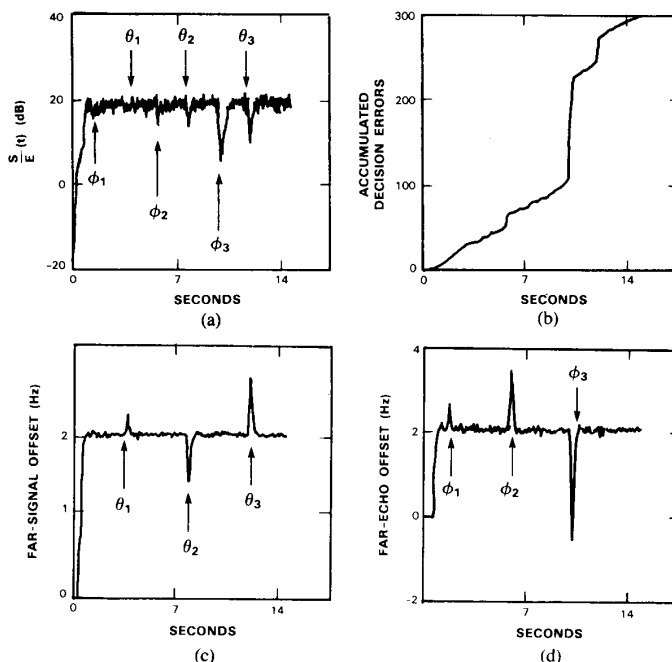 40
20
0
-20
S/E (t) (dB)
θ1
θ2
θ3
ϕ1
ϕ2
ϕ3
7
14
SECONDS
(a)
300
200
100
0
ACCUMULATED
DECISION ERRORS
0
7
14
SECONDS
(b)
2
1
0
FAR-SIGNAL OFFSET (Hz)
θ1
θ2
θ3
7
14
SECONDS
(c)
4
2
0
-2
FAR-ECHO OFFSET (Hz)
ϕ1
ϕ2
ϕ3
7
14
SECONDS
(d)